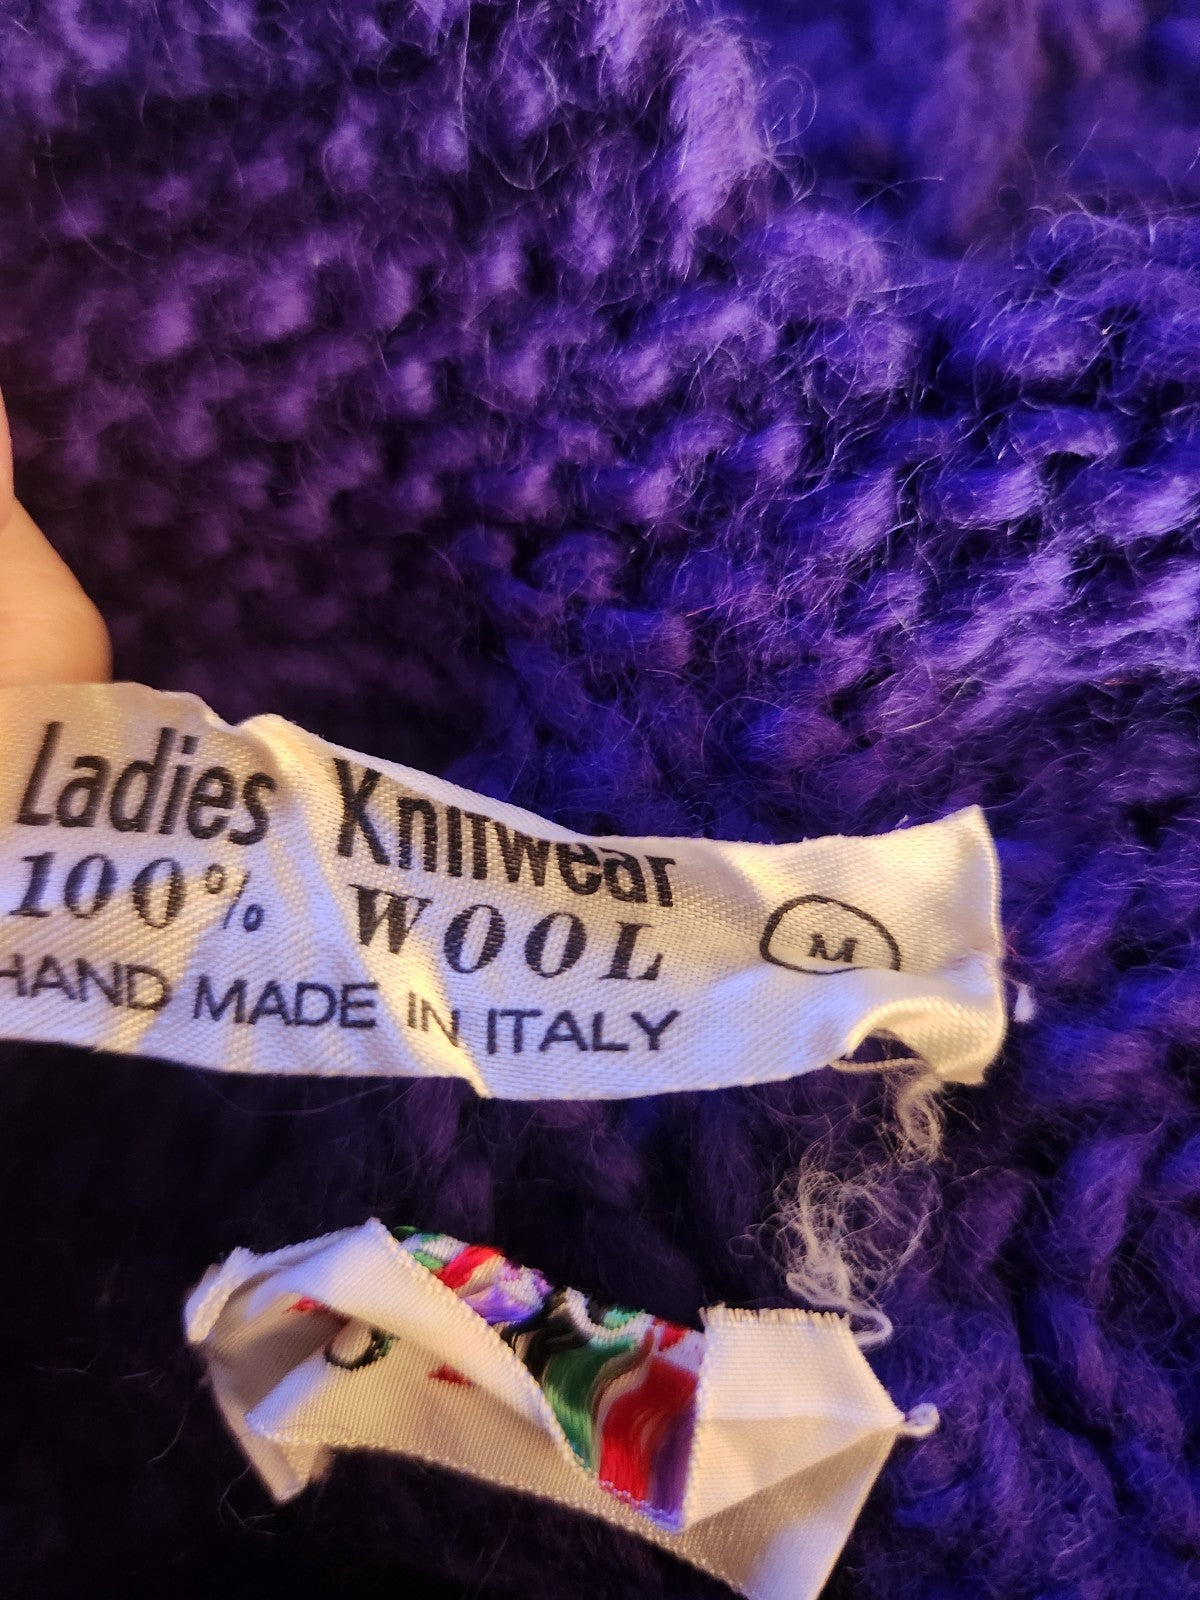 Ladies Knitwear
100% WOOL
M
HAND MADE IN ITALY